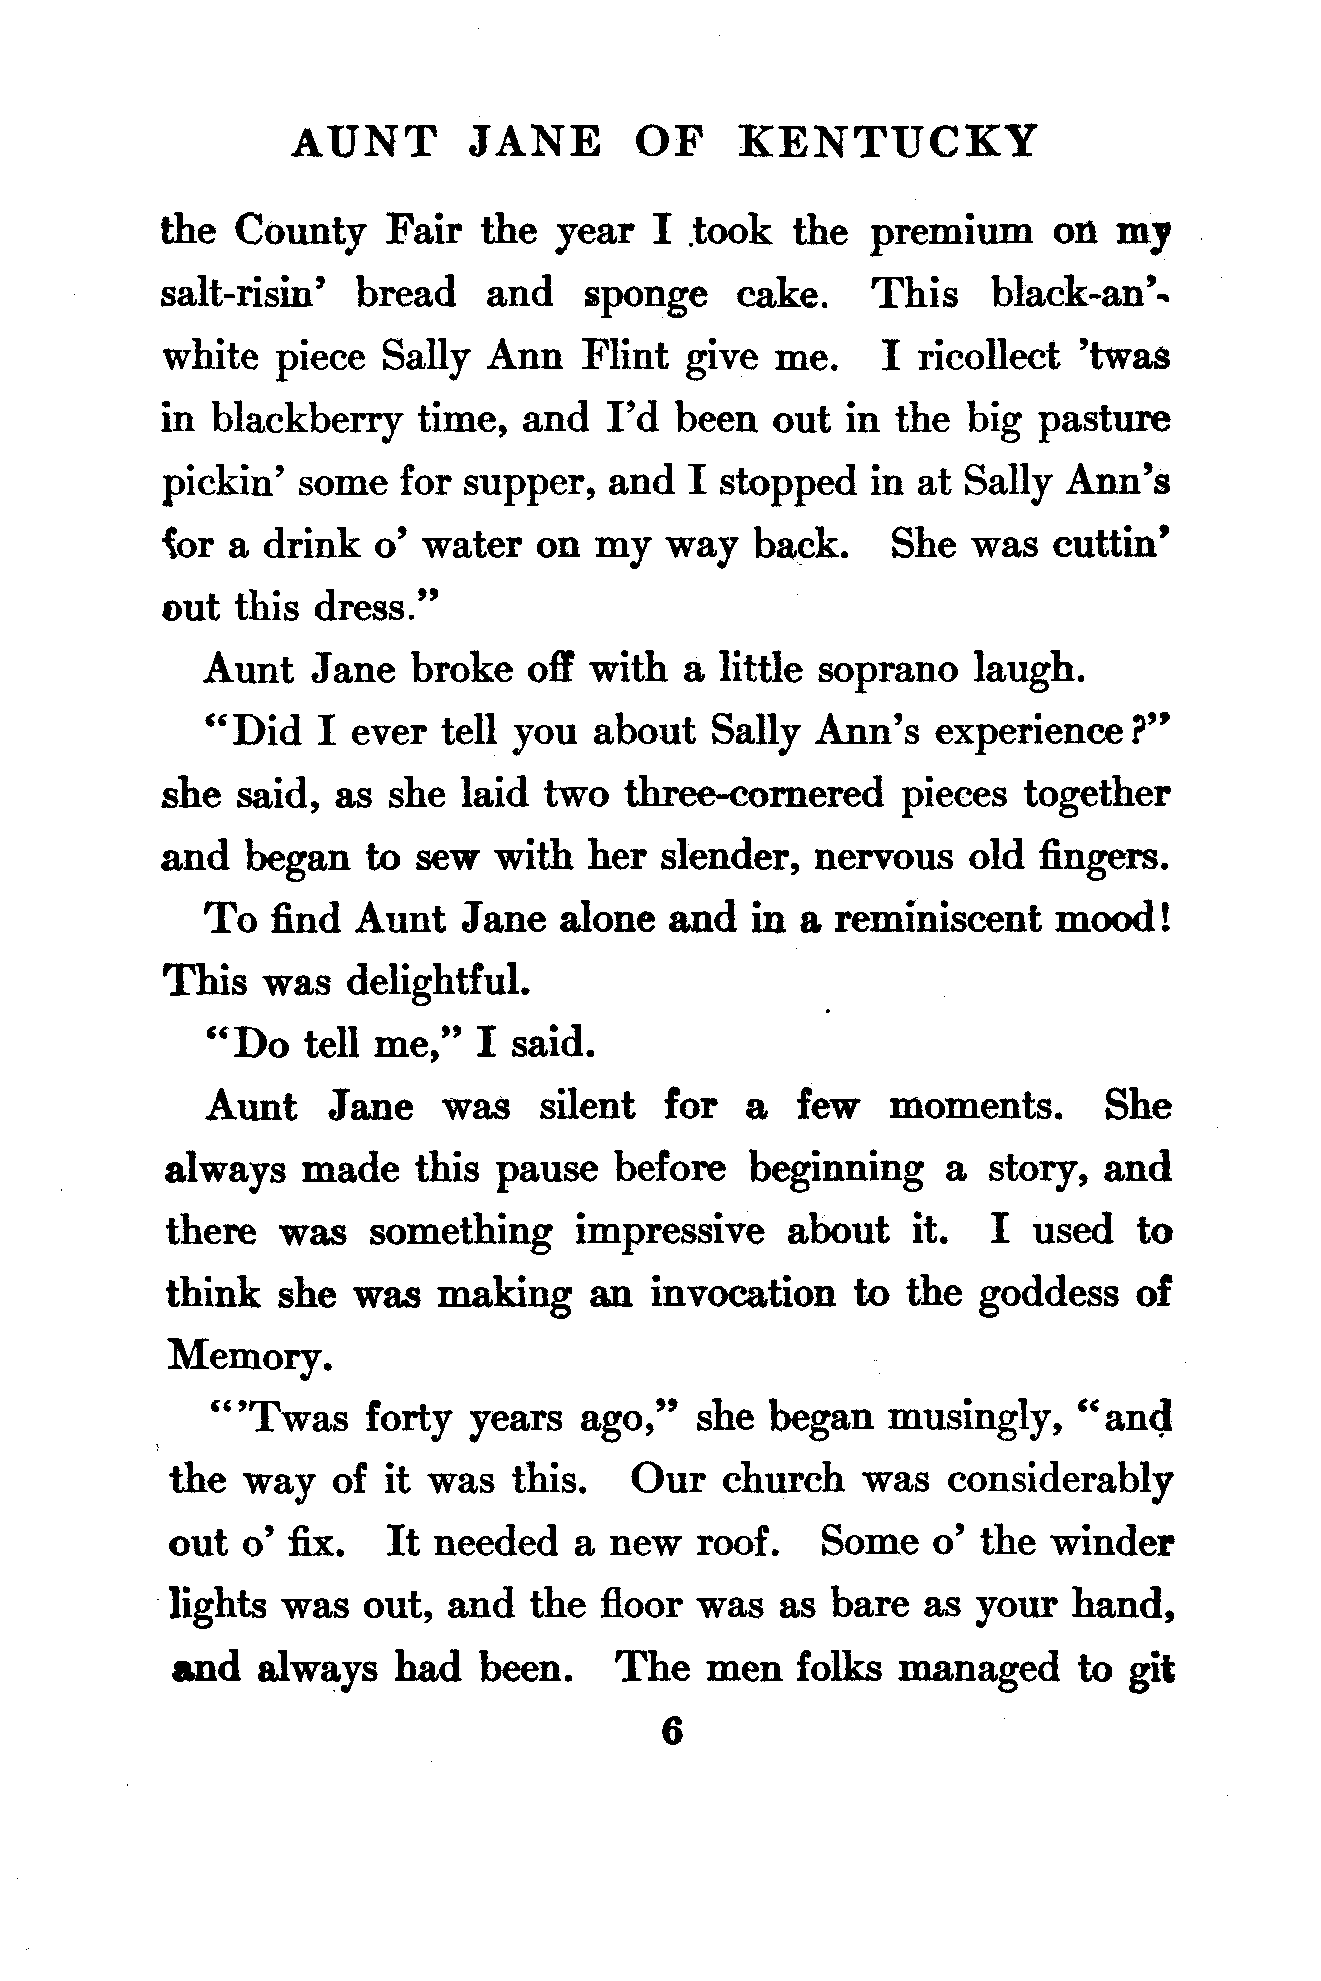 AUNT JANE OF KENTUCKY
the County Fair the year I took the premium on my
salt-risin’ bread and sponge cake. This black-an’-
white piece Sally Ann Flint give me. I ricollect ’twas
in blackberry time, and I’d been out in the big pasture
pickin’ some for supper, and I stopped in at Sally Ann’s
for a drink o’ water on my way back. She was cuttin’
out this dress.”
Aunt Jane broke off with a little soprano laugh.
“Did I ever tell you about Sally Ann’s experience?”
she said, as she laid two three-cornered pieces together
and began to sew with her slender, nervous old fingers.
To find Aunt Jane alone and in a reminiscent mood!
This was delightful.
“Do tell me,” I said.
Aunt Jane was silent for a few moments. She
always made this pause before beginning a story, and
there was something impressive about it. I used to
think she was making an invocation to the goddess of
Memory.
“’Twas forty years ago,” she began musingly, “and
the way of it was this. Our church was considerably
out o’ fix. It needed a new roof. Some o’ the winder
lights was out, and the floor was as bare as your hand,
and always had been. The men folks managed to git
6